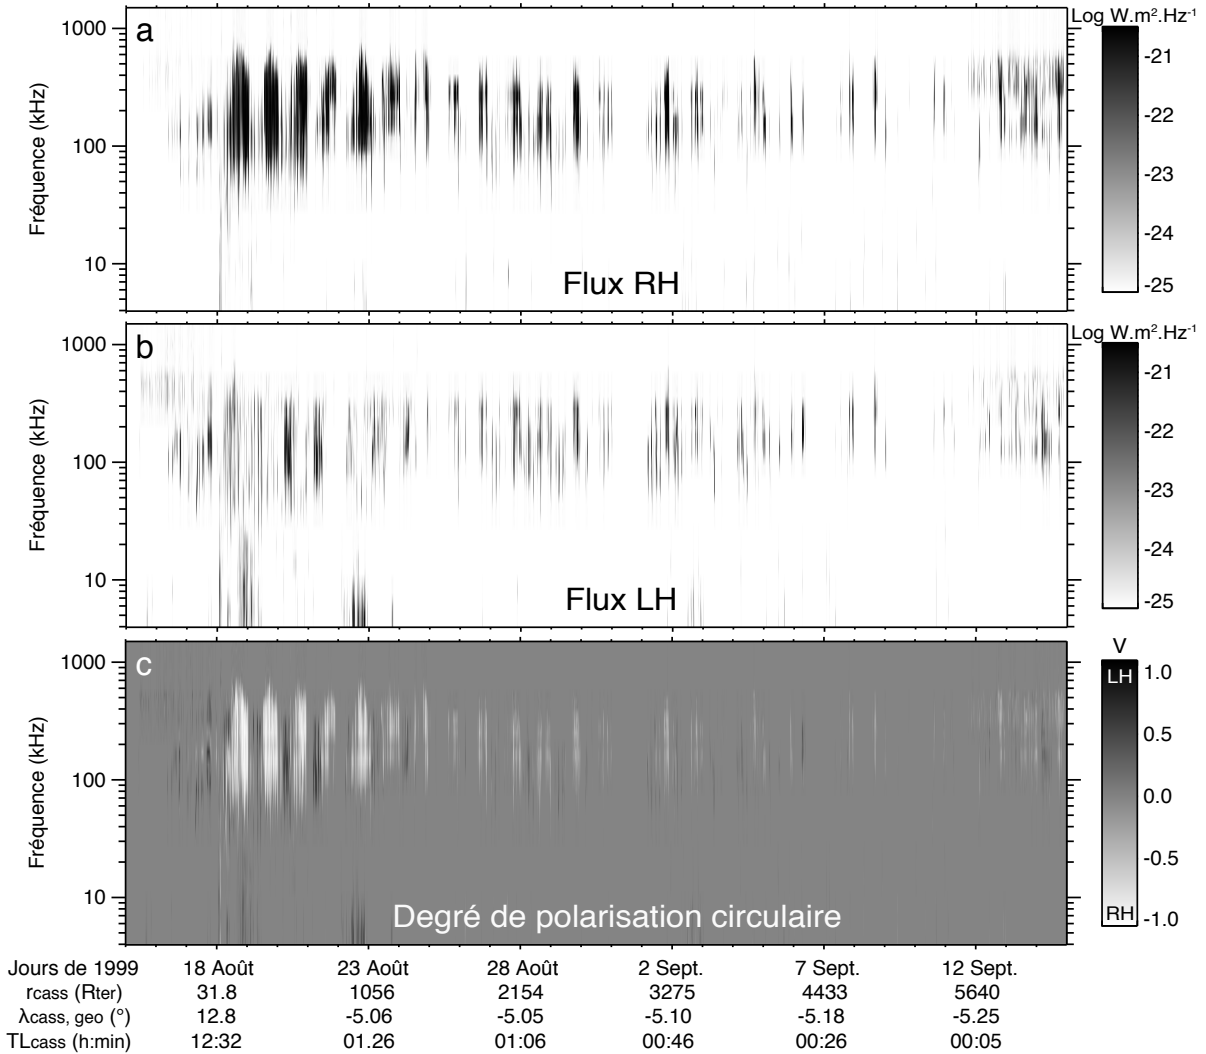 a
Log W.m².Hz⁻¹
1000
100
10
Fréquence (kHz)
Flux RH
-21
-22
-23
-24
-25
b
Log W.m².Hz⁻¹
1000
100
10
Fréquence (kHz)
Flux LH
-21
-22
-23
-24
-25
c
V
1000
100
10
Fréquence (kHz)
Degré de polarisation circulaire
LH
RH
1.0
0.5
0.0
-0.5
-1.0
Jours de 1999 18 Août 23 Août 28 Août 2 Sept. 7 Sept. 12 Sept.
rcass (Rter) 31.8 1056 2154 3275 4433 5640
λcass, geo (°) 12.8 -5.06 -5.05 -5.10 -5.18 -5.25
TLcass (h:min) 12:32 01.26 01:06 00:46 00:26 00:05